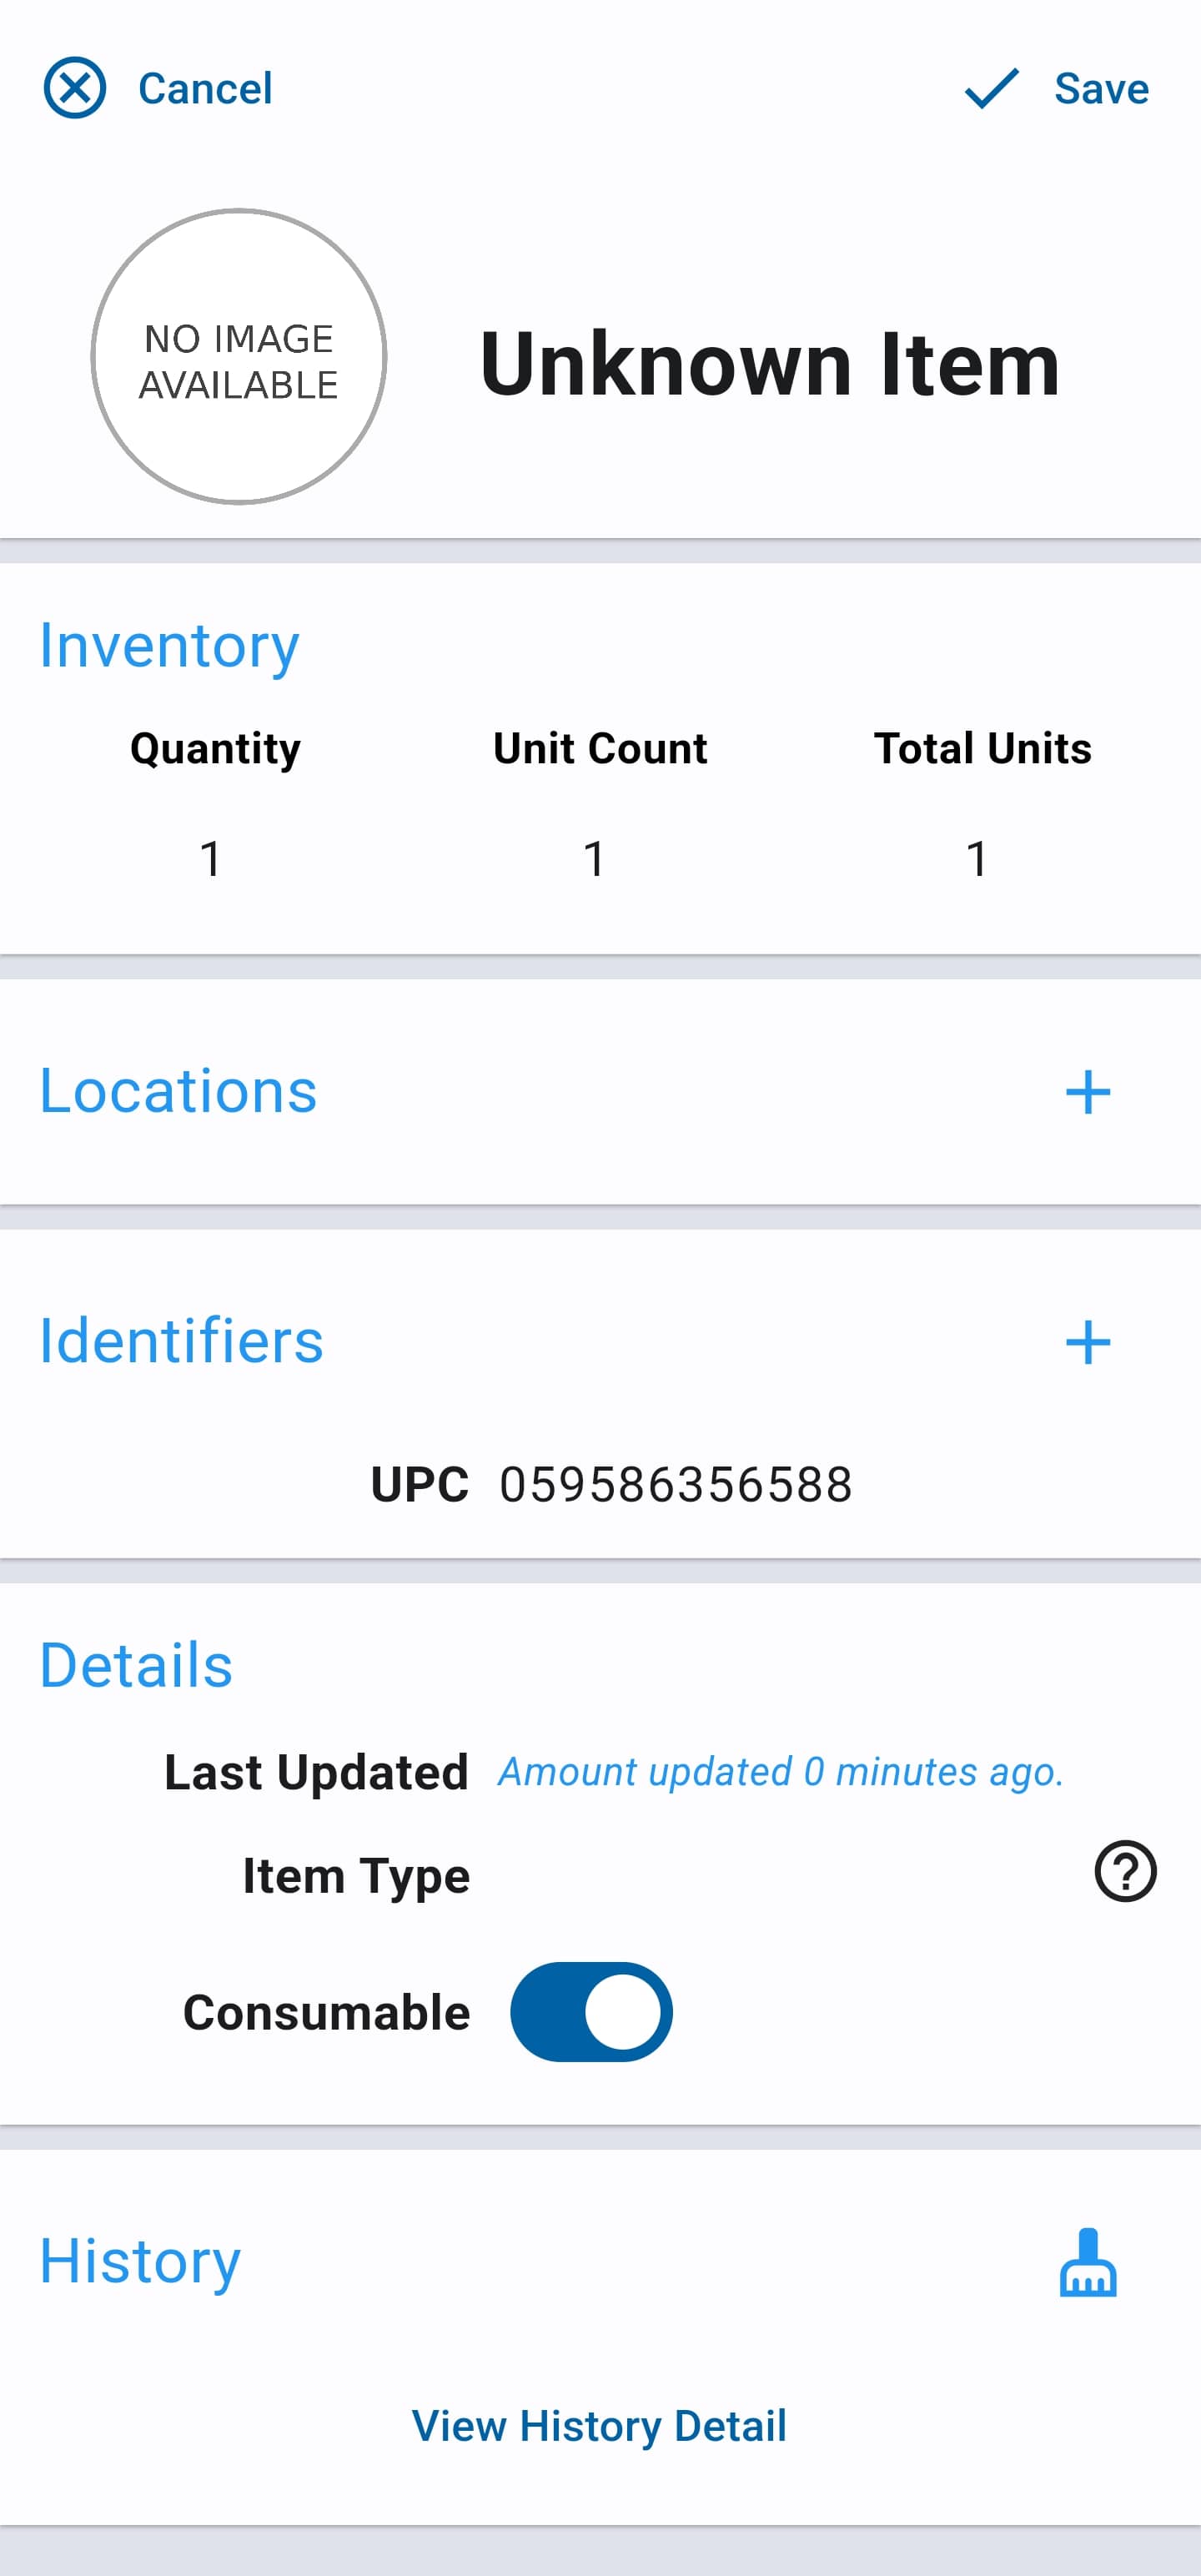 Cancel
Save
NO IMAGE
AVAILABLE
Unknown Item
Inventory
Quantity Unit Count Total Units
1 1 1
Locations
Identifiers
UPC 059586356588
Details
Last Updated Amount updated 0 minutes ago.
Item Type
Consumable
History
View History Detail